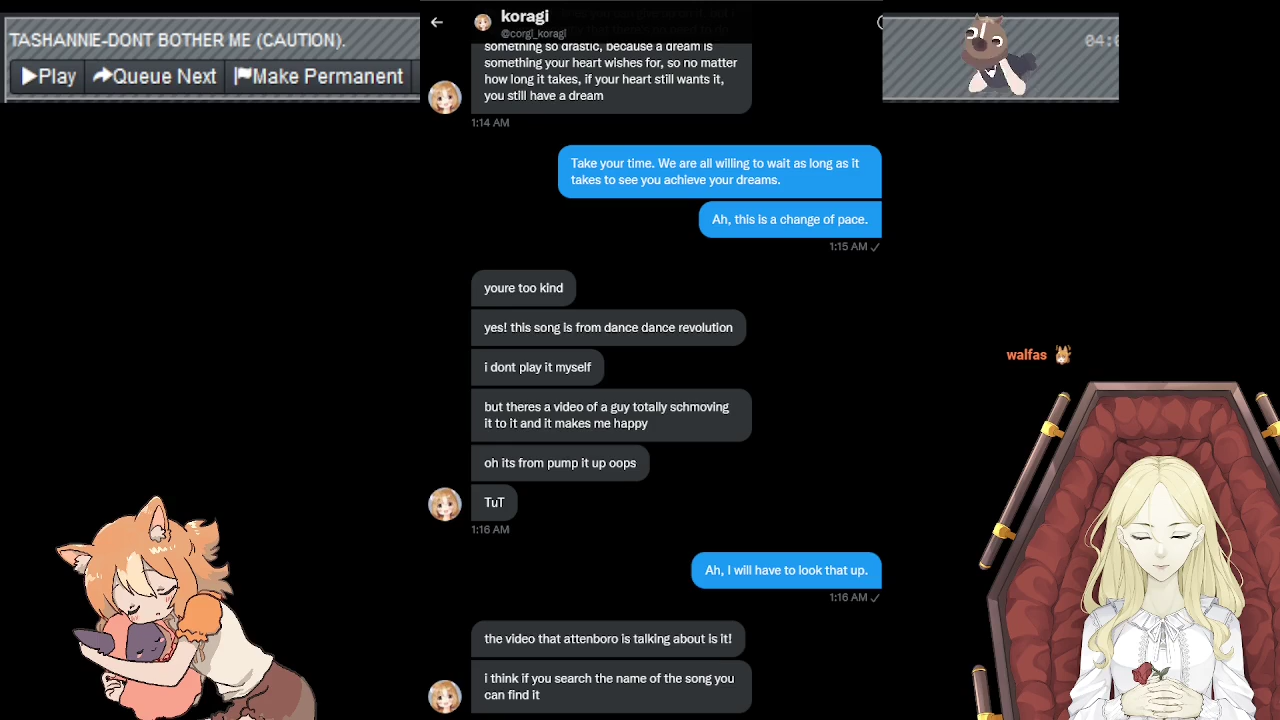 TASHANNIE-DONT BOTHER ME (CAUTION).
Play Queue Next Make Permanent
koragi
@corgi_koragi
something so drastic, because a dream is
something your heart wishes for, so no matter
how long it takes, if your heart still wants it,
you still have a dream
1:14 AM
Take your time. We are all willing to wait as long as it
takes to see you achieve your dreams.
Ah, this is a change of pace.
1:15 AM
youre too kind
yes! this song is from dance dance revolution
i dont play it myself
but theres a video of a guy totally schmoving
it to it and it makes me happy
oh its from pump it up oops
TuT
1:16 AM
Ah, I will have to look that up.
1:16 AM
the video that attenboro is talking about is it!
i think if you search the name of the song you
can find it
walfas